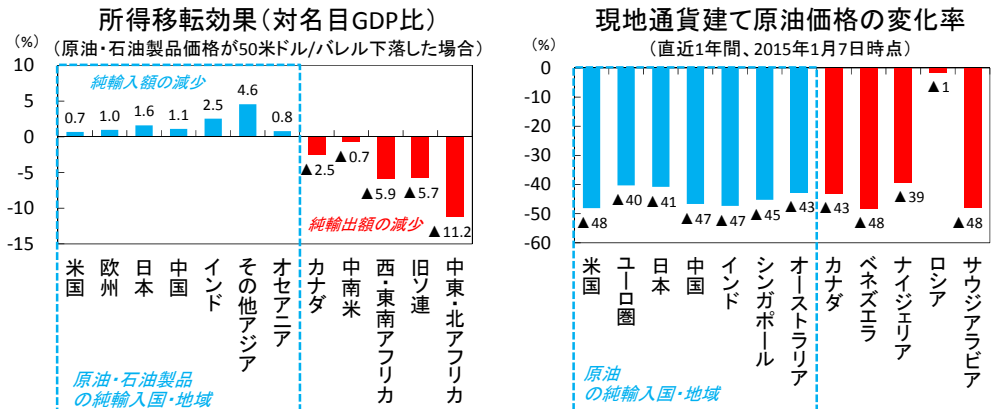 所得移転効果（対名目GDP比）
（原油・石油製品価格が50米ドル/バレル下落した場合）
(%)
10
5
0
-5
-10
-15
純輸入額の減少
0.7
1.0
1.6
1.1
2.5
4.6
0.8
▲2.5
▲0.7
▲5.9
▲5.7
▲11.2
純輸出額の減少
米国
欧州
日本
中国
インド
その他アジア
オセアニア
カナダ
中南米
西・東南アフリカ
旧ソ連
中東・北アフリカ
原油・石油製品
の純輸入国・地域
現地通貨建て原油価格の変化率
（直近1年間、2015年1月7日時点）
(%)
0
-10
-20
-30
-40
-50
-60
▲48
▲40
▲41
▲47
▲47
▲45
▲43
▲43
▲48
▲39
▲1
▲48
米国
ユーロ圏
日本
中国
インド
シンガポール
オーストラリア
カナダ
ベネズエラ
ナイジェリア
ロシア
サウジアラビア
原油
の純輸入国・地域